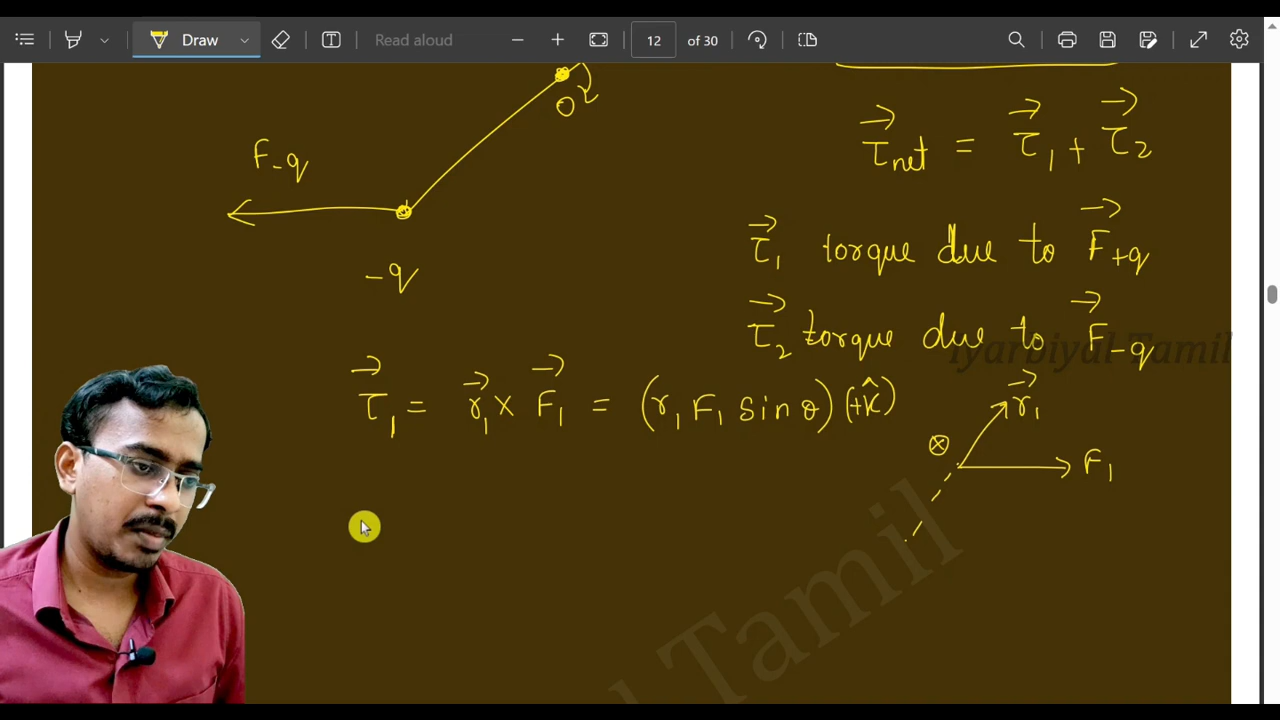 Draw
Read aloud
12 of 30
O
F-q
-q
τ⃗net = τ⃗1 + τ⃗2
τ⃗1 torque due to F⃗+q
τ⃗2 torque due to F⃗-q
Iyarbiyal Tamil
τ⃗1 = r⃗1 × F⃗1 = (r1 F1 sin θ) (+k̂)
r⃗1
⊗
F1
Tamil